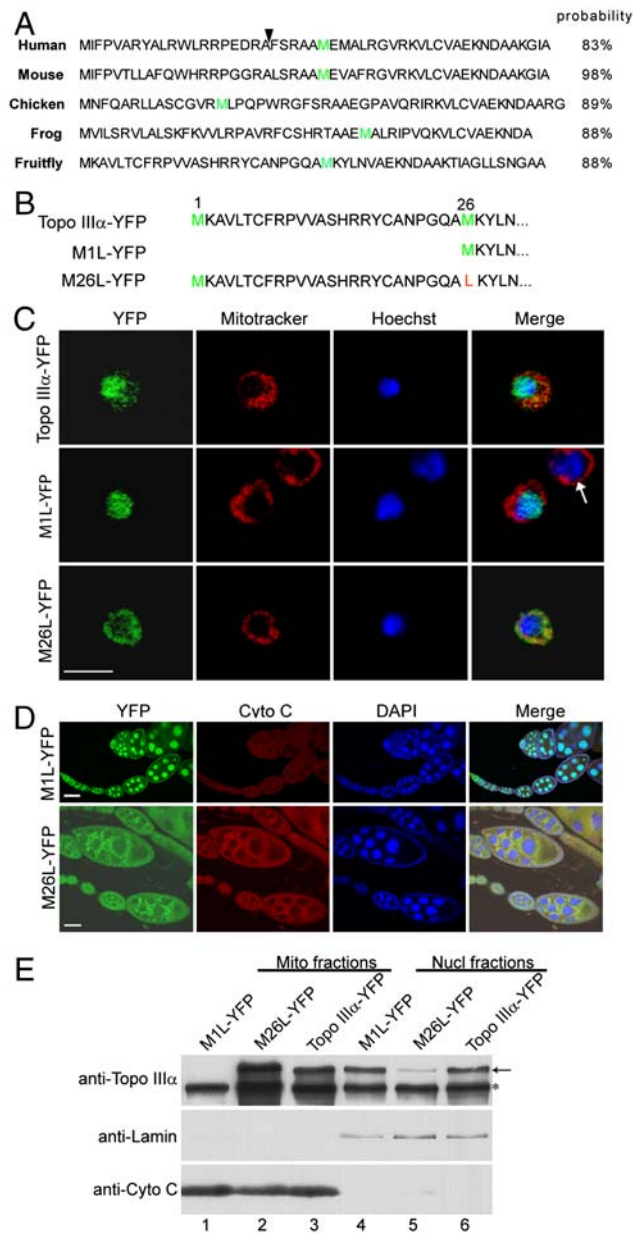 A
probability
Human MIFPVARYALRWLRRPEDRAFSRAAMEMALRGVRKVLCVAEKNDAAKGIA 83%
Mouse MIFPVTLLAFQWHRRPGGRALSRAAMEVAFRGVRKVLCVAEKNDAAKGIA 98%
Chicken MNFQARLLASCGVRMLPQPWRGFSRAAEGPAVQRIRKVLCVAEKNDAARG 89%
Frog MVILSRVLALSKFKVVLRPAVRFCSHRTAAEMALRIPVQKVLCVAEKNDA 88%
Fruitfly MKAVLTCFRPVVASHRRYCANPGQAMKYLNVAEKNDAAKTIAGLLSNGAA 88%
B
1 26
Topo IIIα-YFP MKAVLTCFRPVVASHRRYCANPGQAMKYLN...
M1L-YFP MKYLN...
M26L-YFP MKAVLTCFRPVVASHRRYCANPGQA L KYLN...
C
YFP Mitotracker Hoechst Merge
Topo IIIα-YFP
M1L-YFP
M26L-YFP
D
YFP Cyto C DAPI Merge
M1L-YFP
M26L-YFP
E
Mito fractions Nucl fractions
M1L-YFP M26L-YFP Topo IIIα-YFP M1L-YFP M26L-YFP Topo IIIα-YFP
anti-Topo IIIα
*
anti-Lamin
anti-Cyto C
1 2 3 4 5 6